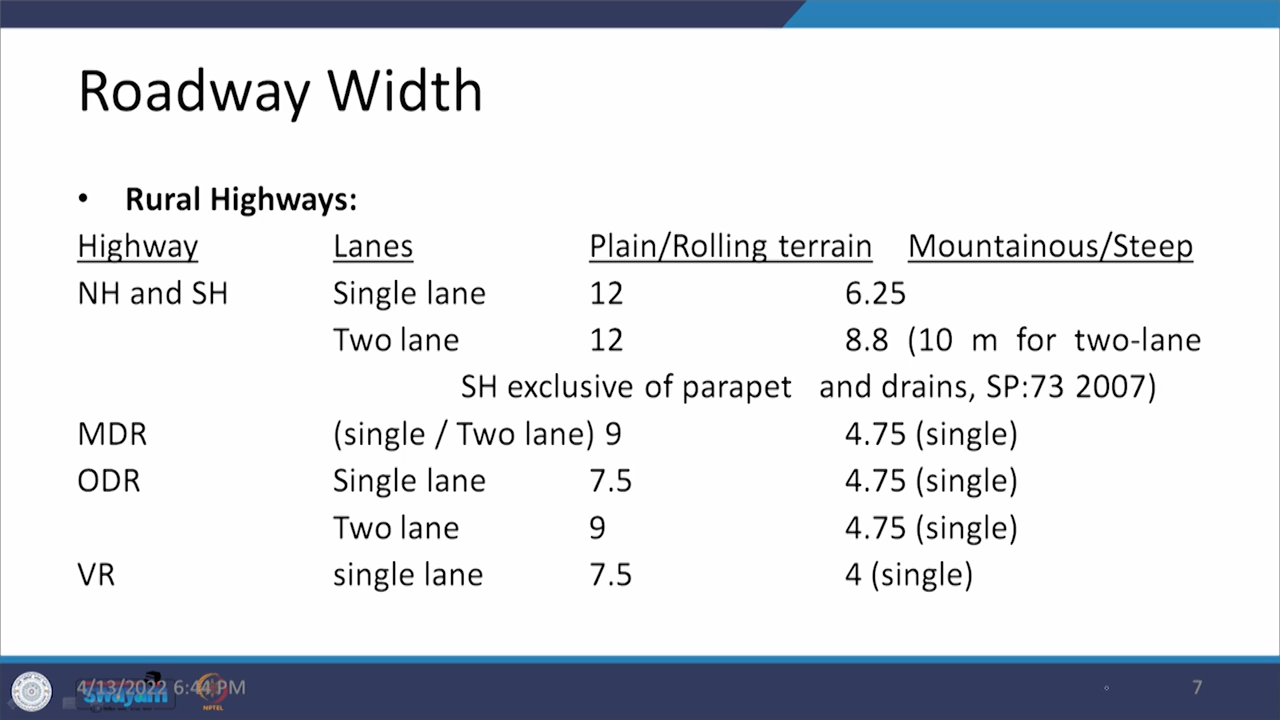 Roadway Width
• Rural Highways:
Highway Lanes Plain/Rolling terrain Mountainous/Steep
NH and SH Single lane 12 6.25
Two lane 12 8.8 (10 m for two-lane
SH exclusive of parapet and drains, SP:73 2007)
MDR (single / Two lane) 9 4.75 (single)
ODR Single lane 7.5 4.75 (single)
Two lane 9 4.75 (single)
VR single lane 7.5 4 (single)
4/13/2022 6:44 PM
swayam
NPTEL
7